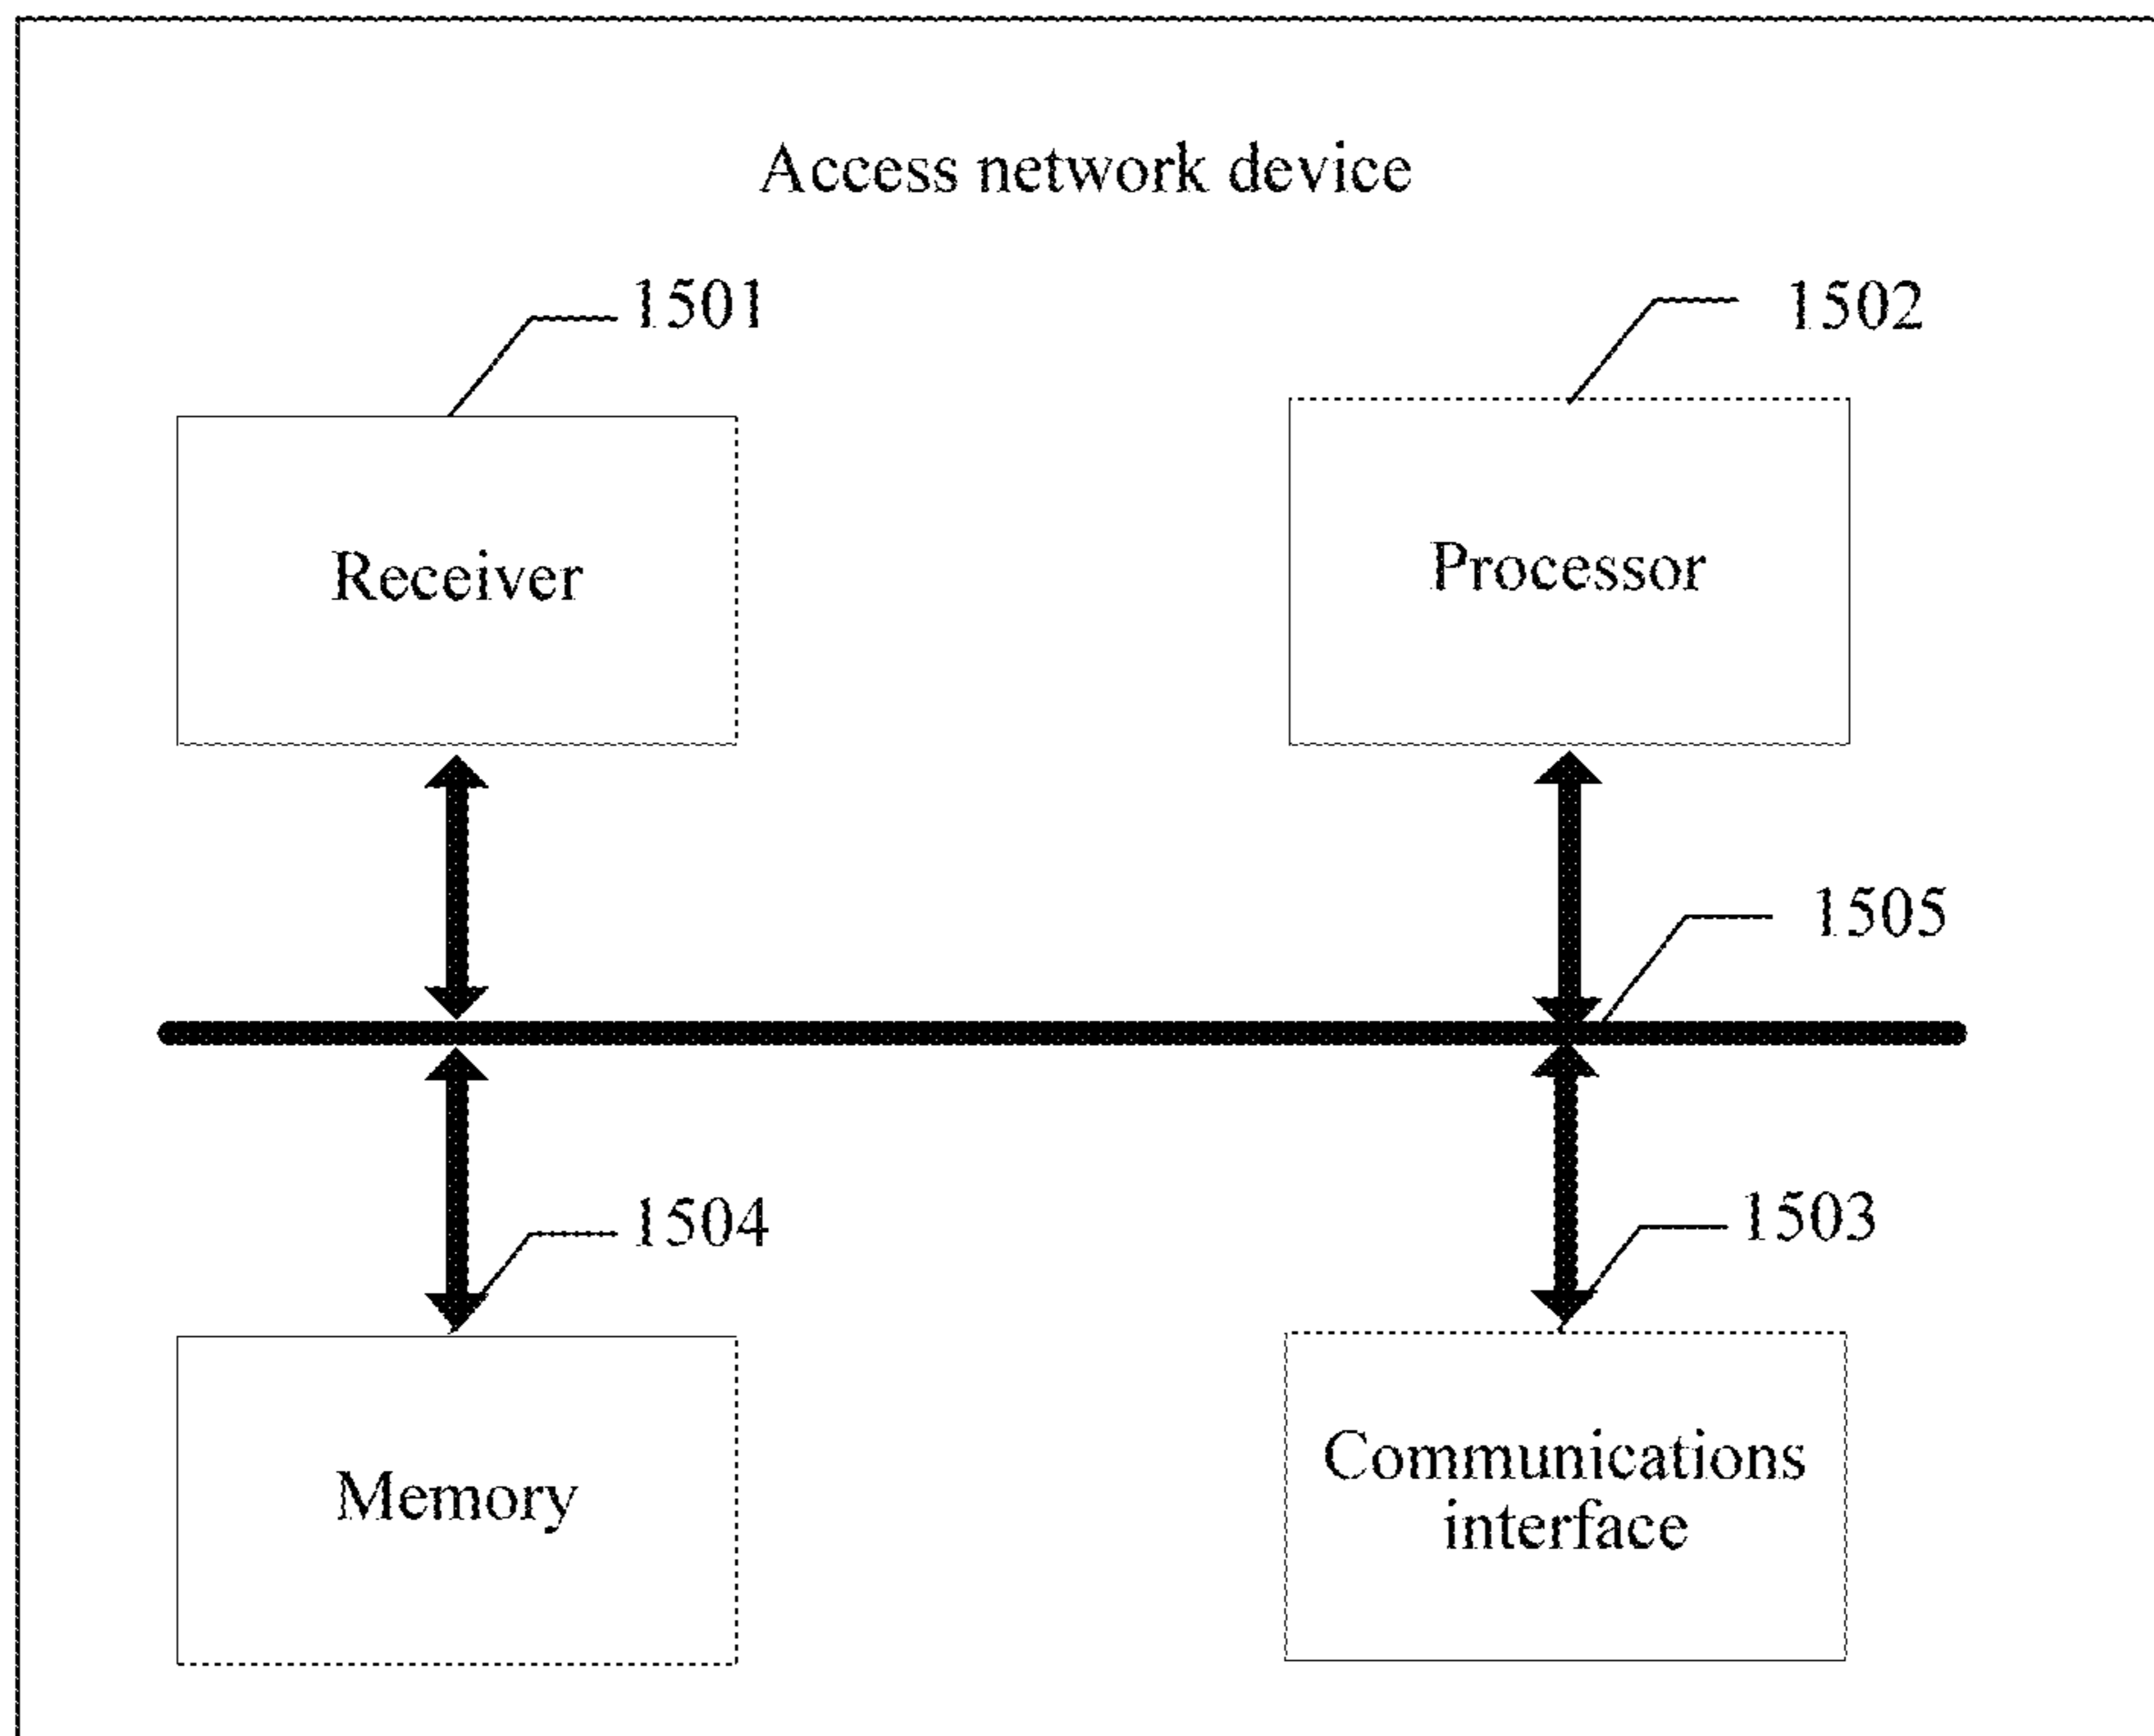 Access network device
1501
1502
Receiver
Processor
1505
1504
1503
Memory
Communications
interface